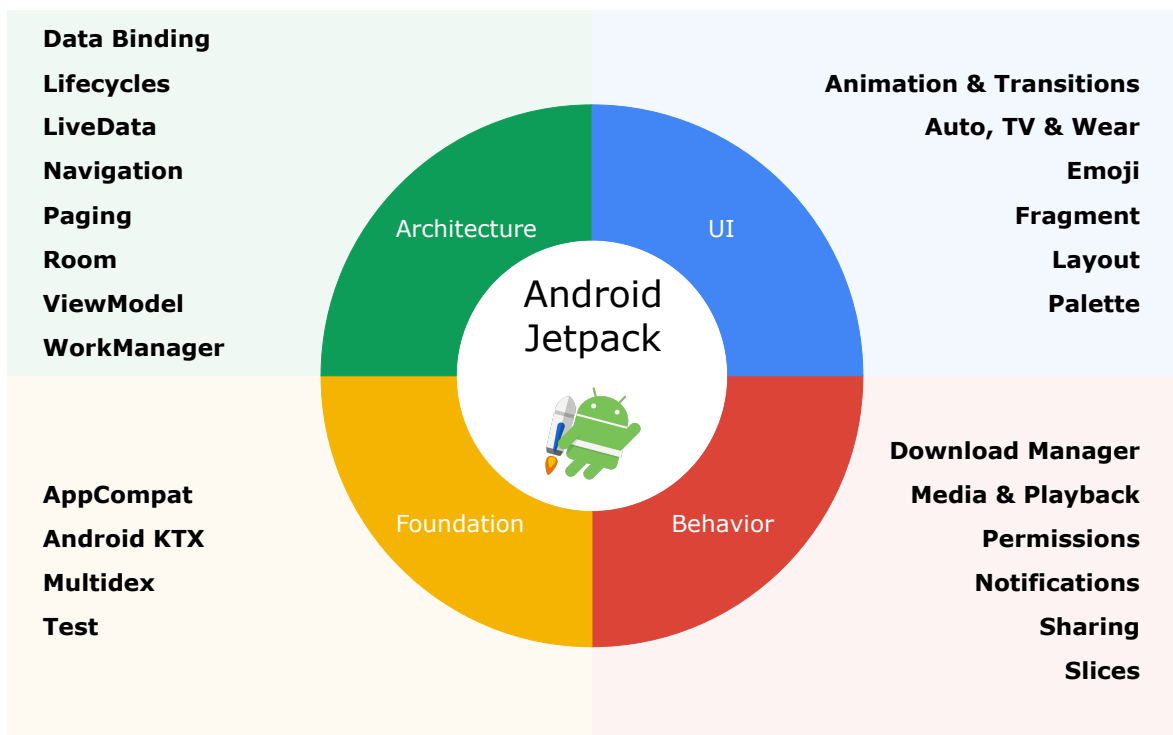 Data Binding
Lifecycles
LiveData
Navigation
Paging
Room
ViewModel
WorkManager
Animation & Transitions
Auto, TV & Wear
Emoji
Fragment
Layout
Palette
Architecture
UI
Android
Jetpack
Foundation
Behavior
AppCompat
Android KTX
Multidex
Test
Download Manager
Media & Playback
Permissions
Notifications
Sharing
Slices